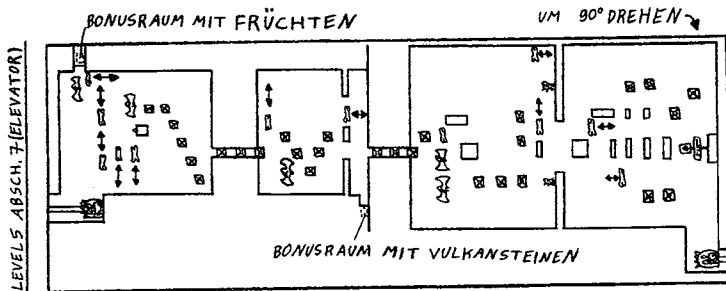 BONUSRAUM MIT FRÜCHTEN
UM 90° DREHEN
LEVEL 5 ABSCH. 7 (ELEVATOR)
BONUSRAUM MIT VULKANSTEINEN